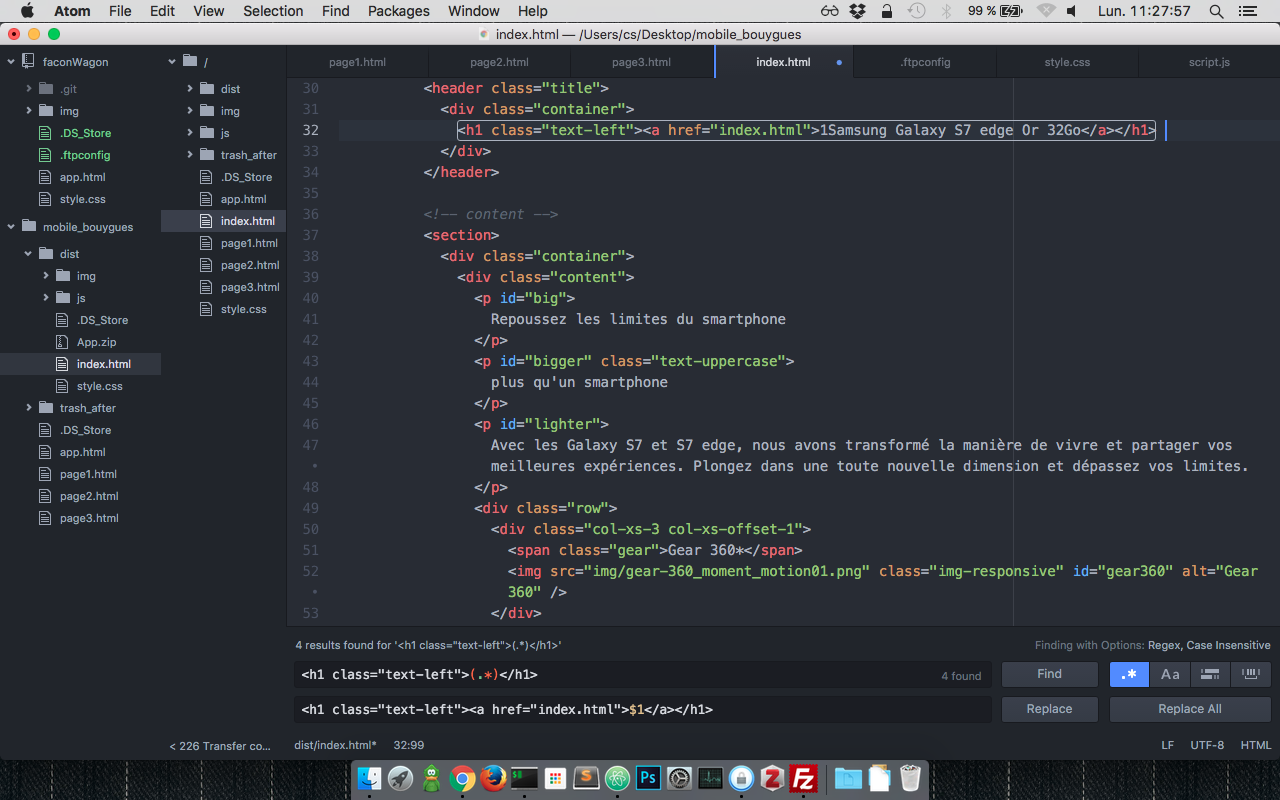 Atom File Edit View Selection Find Packages Window Help 99 % Lun. 11:27:57
index.html — /Users/cs/Desktop/mobile_bouygues
faconWagon
.git
img
.DS_Store
.ftpconfig
app.html
style.css
mobile_bouygues
dist
img
js
.DS_Store
App.zip
index.html
style.css
trash_after
.DS_Store
app.html
page1.html
page2.html
page3.html
/
dist
img
js
trash_after
.DS_Store
app.html
index.html
page1.html
page2.html
page3.html
style.css
< 226 Transfer co...
page1.html page2.html page3.html index.html .ftpconfig style.css script.js
30 <header class="title">
31 <div class="container">
32 <h1 class="text-left"><a href="index.html">1Samsung Galaxy S7 edge Or 32Go</a></h1>
33 </div>
34 </header>
35
36 <!-- content -->
37 <section>
38 <div class="container">
39 <div class="content">
40 <p id="big">
41 Repoussez les limites du smartphone
42 </p>
43 <p id="bigger" class="text-uppercase">
44 plus qu'un smartphone
45 </p>
46 <p id="lighter">
47 Avec les Galaxy S7 et S7 edge, nous avons transformé la manière de vivre et partager vos
• meilleures expériences. Plongez dans une toute nouvelle dimension et dépassez vos limites.
48 </p>
49 <div class="row">
50 <div class="col-xs-3 col-xs-offset-1">
51 <span class="gear">Gear 360*</span>
52 <img src="img/gear-360_moment_motion01.png" class="img-responsive" id="gear360" alt="Gear
• 360" />
53 </div>
4 results found for '<h1 class="text-left">(.*)</h1>' Finding with Options: Regex, Case Insensitive
<h1 class="text-left">(.*)</h1> 4 found Find .* Aa
<h1 class="text-left"><a href="index.html">$1</a></h1> Replace Replace All
dist/index.html* 32:99 LF UTF-8 HTML
$ S Ps Z Fz